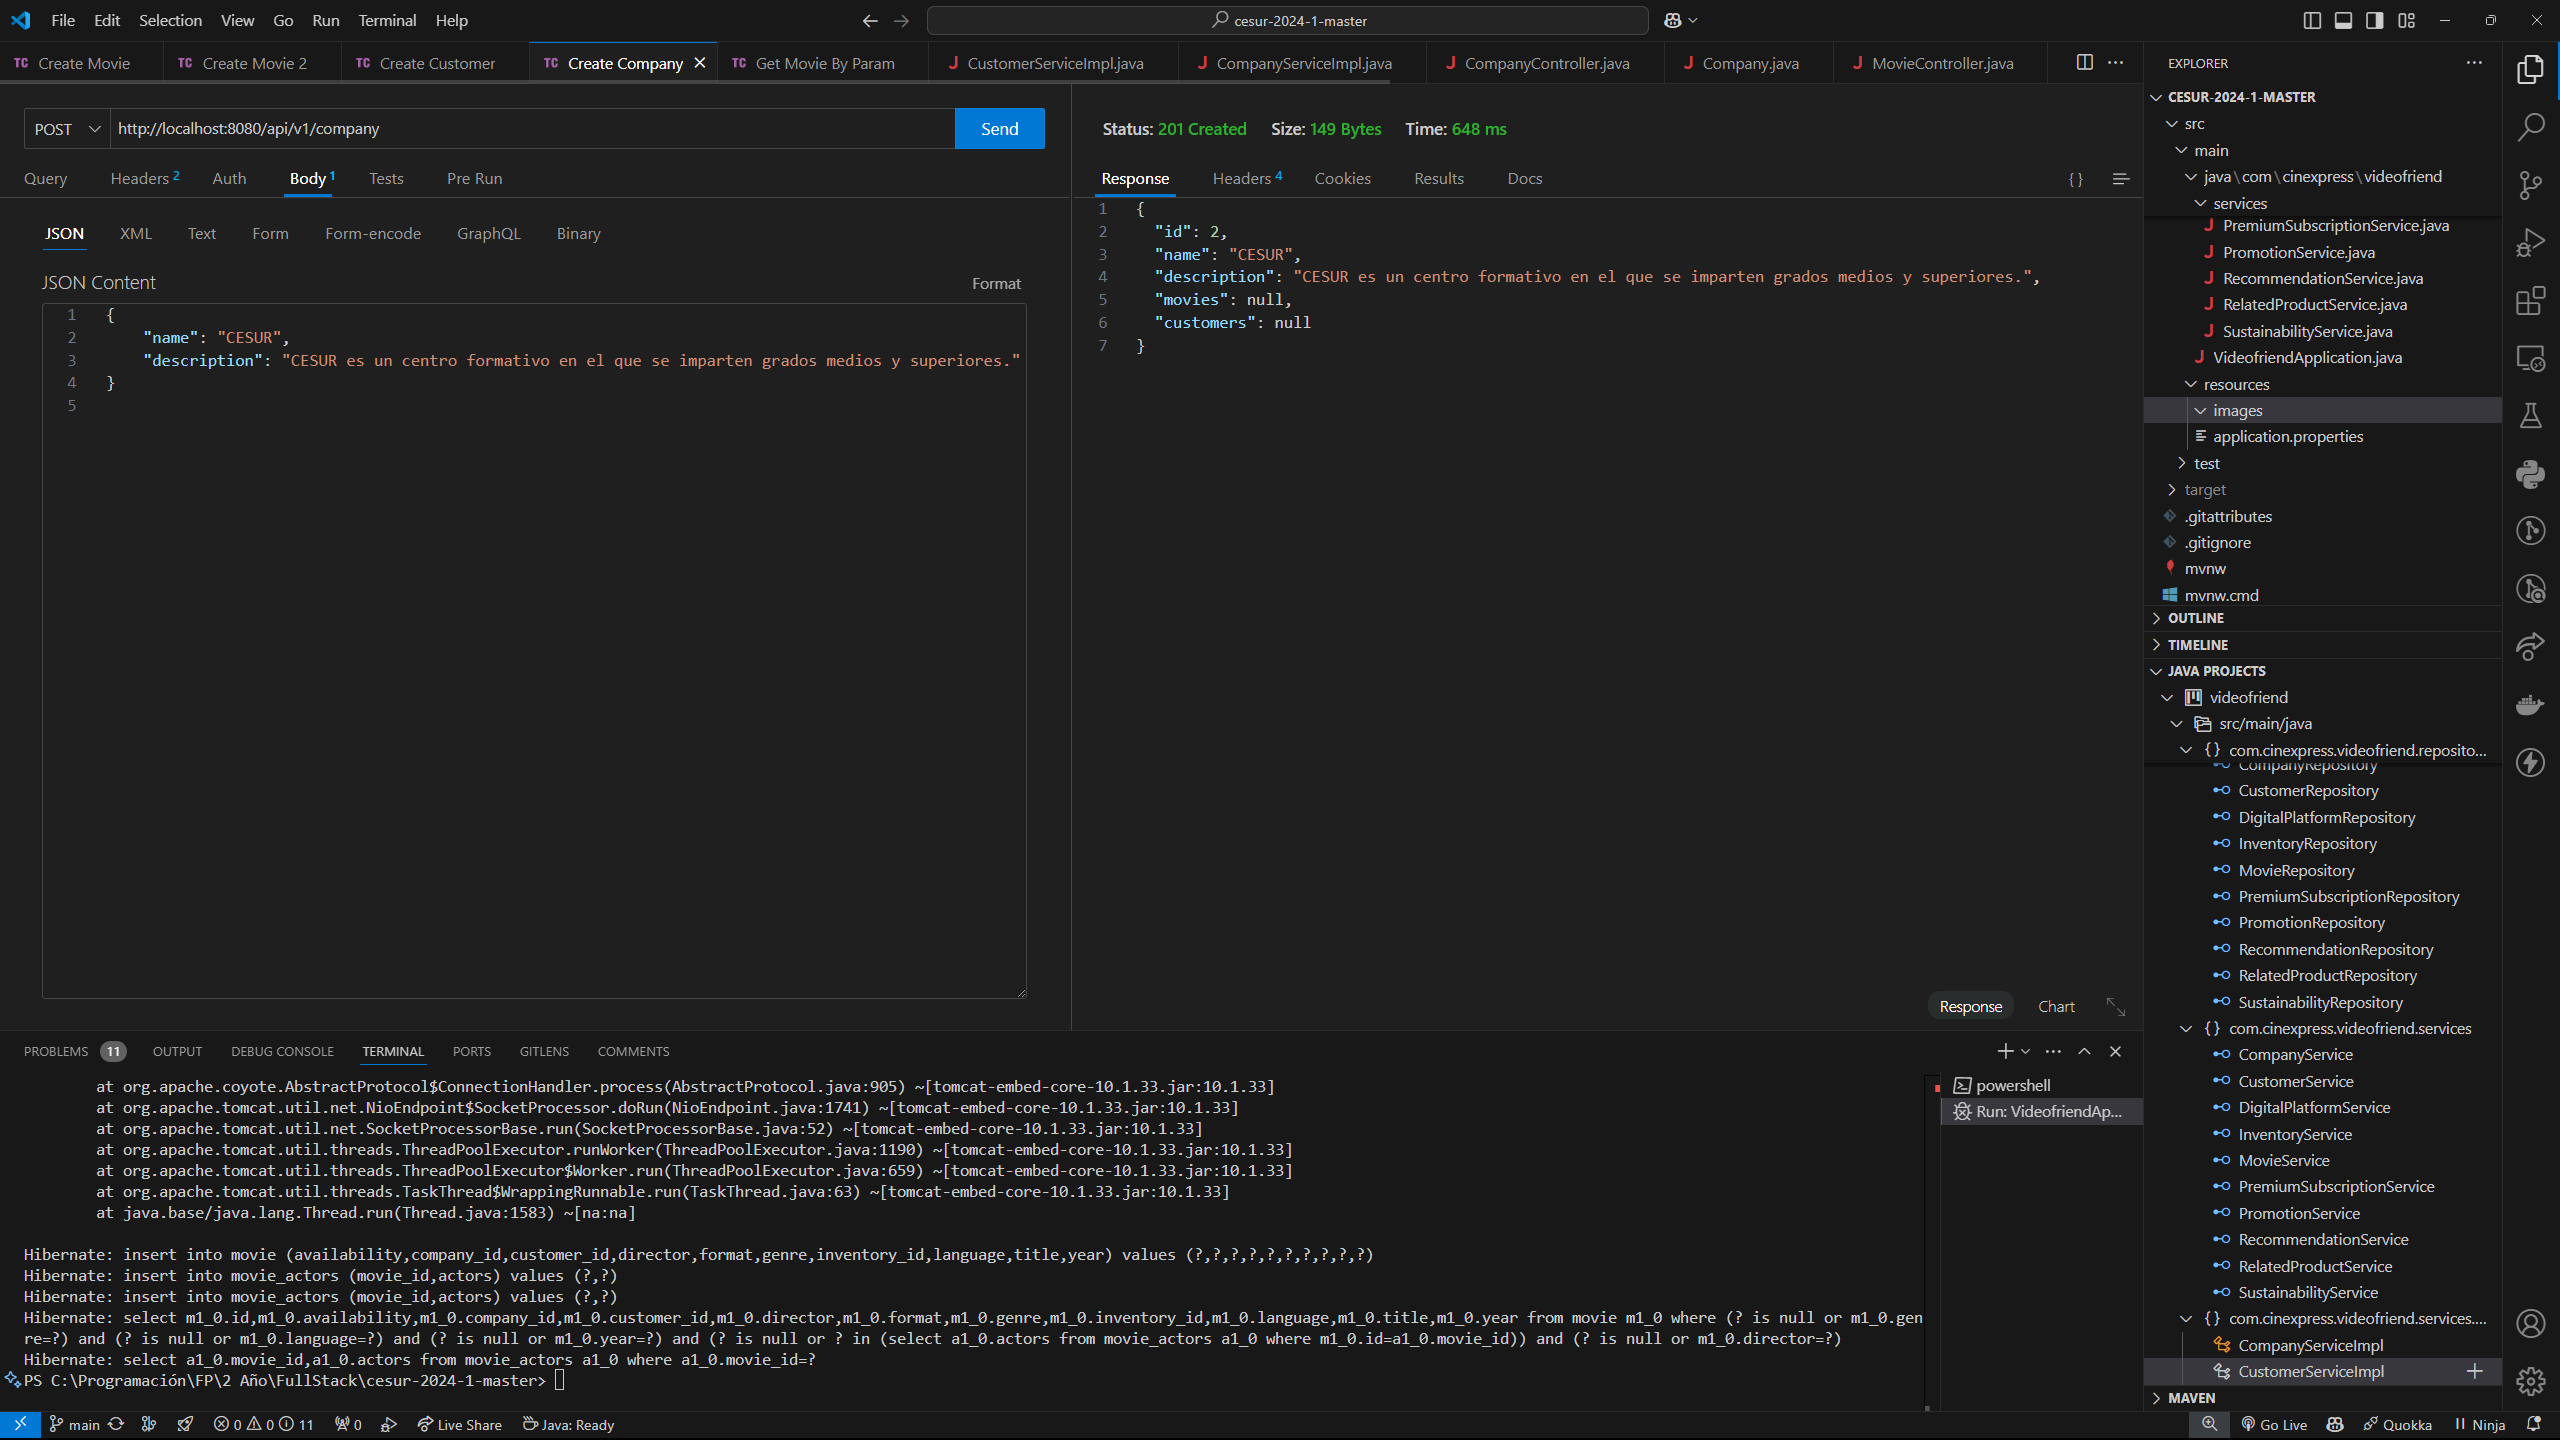 File Edit Selection View Go Run Terminal Help
cesur-2024-1-master
TC Create Movie
TC Create Movie 2
TC Create Customer
TC Create Company
TC Get Movie By Param
J CustomerServiceImpl.java
J CompanyServiceImpl.java
J CompanyController.java
J Company.java
J MovieController.java
POST http://localhost:8080/api/v1/company Send
Query Headers 2 Auth Body 1 Tests Pre Run
JSON XML Text Form Form-encode GraphQL Binary
JSON Content Format
1 {
2 "name": "CESUR",
3 "description": "CESUR es un centro formativo en el que se imparten grados medios y superiores."
4 }
5
Status: 201 Created Size: 149 Bytes Time: 648 ms
Response Headers 4 Cookies Results Docs { }
1 {
2 "id": 2,
3 "name": "CESUR",
4 "description": "CESUR es un centro formativo en el que se imparten grados medios y superiores.",
5 "movies": null,
6 "customers": null
7 }
Response Chart
PROBLEMS 11 OUTPUT DEBUG CONSOLE TERMINAL PORTS GITLENS COMMENTS
at org.apache.coyote.AbstractProtocol$ConnectionHandler.process(AbstractProtocol.java:905) ~[tomcat-embed-core-10.1.33.jar:10.1.33]
at org.apache.tomcat.util.net.NioEndpoint$SocketProcessor.doRun(NioEndpoint.java:1741) ~[tomcat-embed-core-10.1.33.jar:10.1.33]
at org.apache.tomcat.util.net.SocketProcessorBase.run(SocketProcessorBase.java:52) ~[tomcat-embed-core-10.1.33.jar:10.1.33]
at org.apache.tomcat.util.threads.ThreadPoolExecutor.runWorker(ThreadPoolExecutor.java:1190) ~[tomcat-embed-core-10.1.33.jar:10.1.33]
at org.apache.tomcat.util.threads.ThreadPoolExecutor$Worker.run(ThreadPoolExecutor.java:659) ~[tomcat-embed-core-10.1.33.jar:10.1.33]
at org.apache.tomcat.util.threads.TaskThread$WrappingRunnable.run(TaskThread.java:63) ~[tomcat-embed-core-10.1.33.jar:10.1.33]
at java.base/java.lang.Thread.run(Thread.java:1583) ~[na:na]
Hibernate: insert into movie (availability,company_id,customer_id,director,format,genre,inventory_id,language,title,year) values (?,?,?,?,?,?,?,?,?,?)
Hibernate: insert into movie_actors (movie_id,actors) values (?,?)
Hibernate: insert into movie_actors (movie_id,actors) values (?,?)
Hibernate: select m1_0.id,m1_0.availability,m1_0.company_id,m1_0.customer_id,m1_0.director,m1_0.format,m1_0.genre,m1_0.inventory_id,m1_0.language,m1_0.title,m1_0.year from movie m1_0 where (? is null or m1_0.gen
re=?) and (? is null or m1_0.language=?) and (? is null or m1_0.year=?) and (? is null or ? in (select a1_0.actors from movie_actors a1_0 where m1_0.id=a1_0.movie_id)) and (? is null or m1_0.director=?)
Hibernate: select a1_0.movie_id,a1_0.actors from movie_actors a1_0 where a1_0.movie_id=?
PS C:\Programación\FP\2 Año\FullStack\cesur-2024-1-master>
powershell
Run: VideofriendAp...
EXPLORER
CESUR-2024-1-MASTER
src
main
java\com\cinexpress\videofriend
services
J PremiumSubscriptionService.java
J PromotionService.java
J RecommendationService.java
J RelatedProductService.java
J SustainabilityService.java
J VideofriendApplication.java
resources
images
application.properties
test
target
.gitattributes
.gitignore
mvnw
mvnw.cmd
OUTLINE
TIMELINE
JAVA PROJECTS
videofriend
src/main/java
{} com.cinexpress.videofriend.reposito...
CompanyRepository
CustomerRepository
DigitalPlatformRepository
InventoryRepository
MovieRepository
PremiumSubscriptionRepository
PromotionRepository
RecommendationRepository
RelatedProductRepository
SustainabilityRepository
{} com.cinexpress.videofriend.services
CompanyService
CustomerService
DigitalPlatformService
InventoryService
MovieService
PremiumSubscriptionService
PromotionService
RecommendationService
RelatedProductService
SustainabilityService
{} com.cinexpress.videofriend.services....
CompanyServiceImpl
CustomerServiceImpl
MAVEN
main 0 0 11 0 Live Share Java: Ready Go Live Quokka Ninja